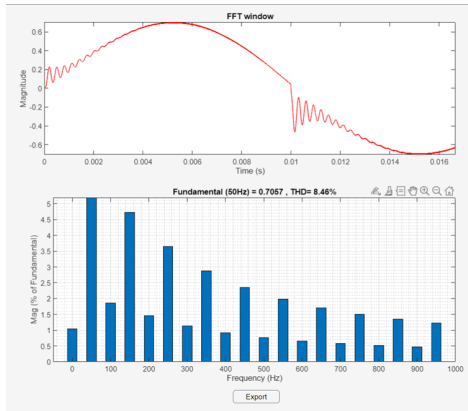 FFT window
0.6
0.4
0.2
0
-0.2
-0.4
-0.6
Magnitude
0 0.002 0.004 0.006 0.008 0.01 0.012 0.014 0.016
Time (s)
Fundamental (50Hz) = 0.7057 , THD= 8.46%
5
4.5
4
3.5
3
2.5
2
1.5
1
0.5
0
Mag (% of Fundamental)
0 100 200 300 400 500 600 700 800 900 1000
Frequency (Hz)
Export